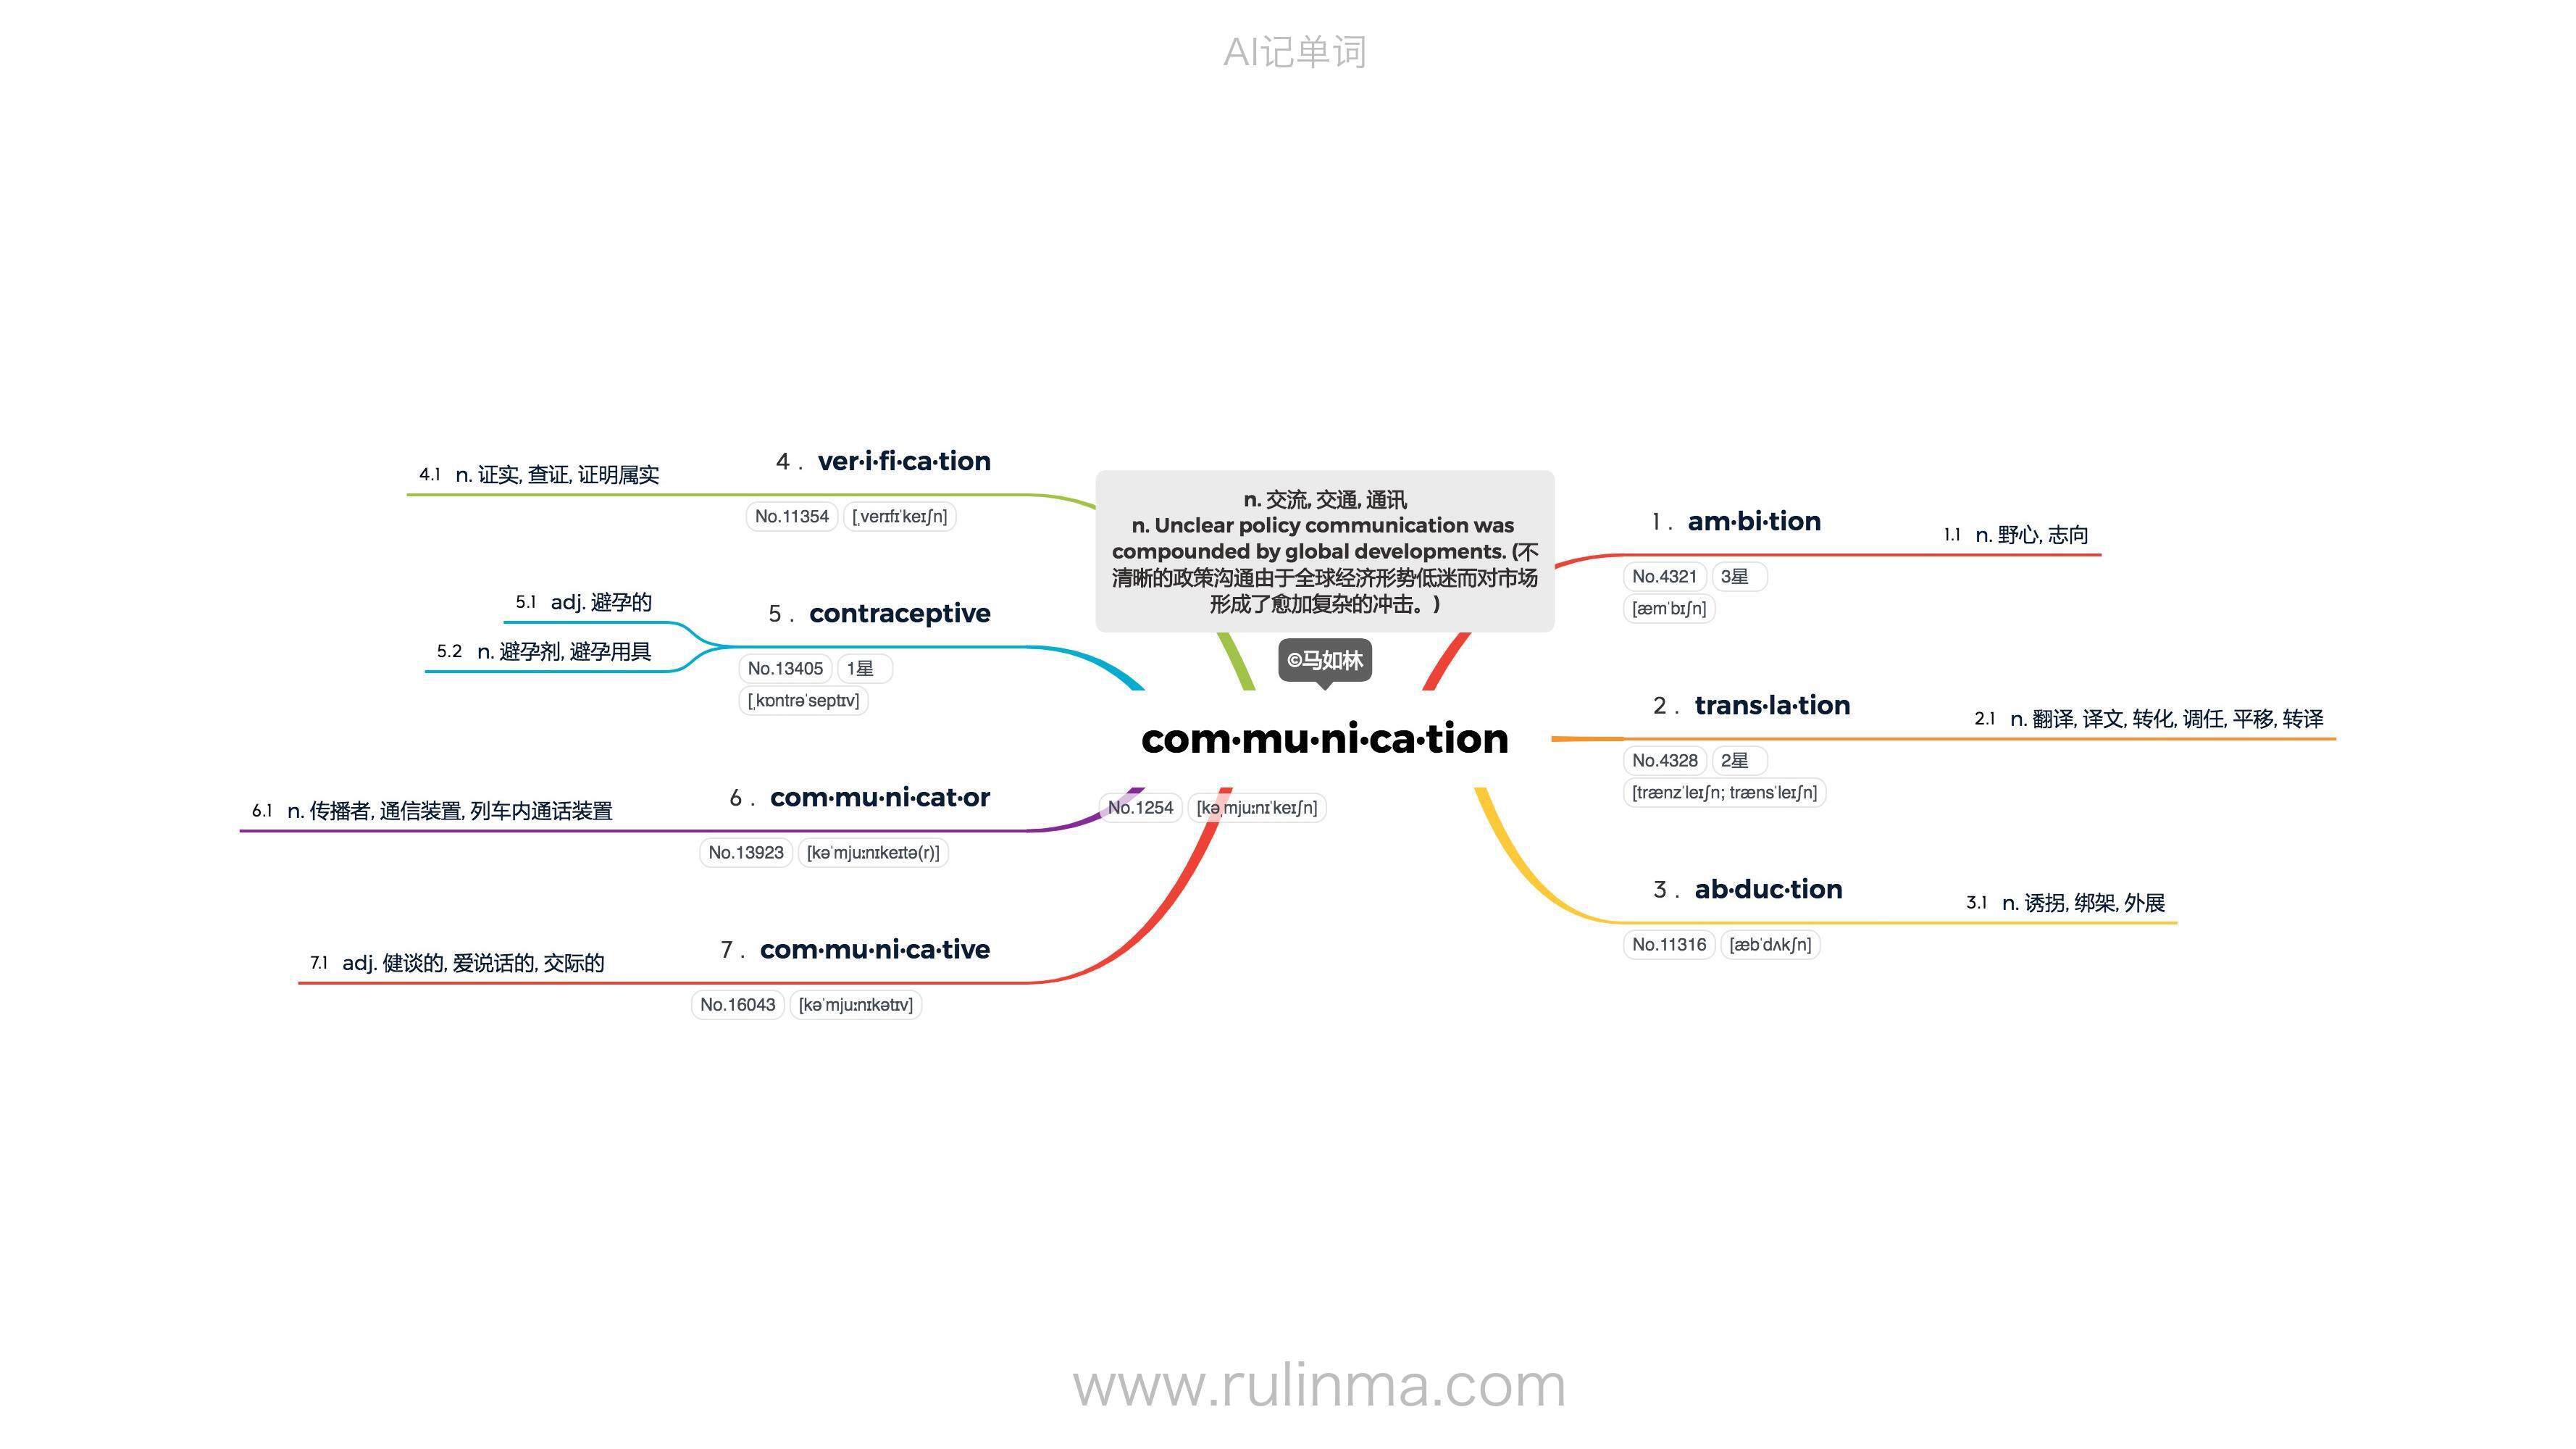 AI记单词
n. 交流, 交通, 通讯
n. Unclear policy communication was
compounded by global developments. (不
清晰的政策沟通由于全球经济形势低迷而对市场
形成了愈加复杂的冲击。)
©马如林
com·mu·ni·ca·tion
No.1254 [kəˌmjuːnɪˈkeɪʃn]
1 . am·bi·tion
No.4321 3星
[æmˈbɪʃn]
1.1 n. 野心, 志向
2 . trans·la·tion
No.4328 2星
[trænzˈleɪʃn; trænsˈleɪʃn]
2.1 n. 翻译, 译文, 转化, 调任, 平移, 转译
3 . ab·duc·tion
No.11316 [æbˈdʌkʃn]
3.1 n. 诱拐, 绑架, 外展
4 . ver·i·fi·ca·tion
No.11354 [ˌverɪfɪˈkeɪʃn]
4.1 n. 证实, 查证, 证明属实
5 . contraceptive
No.13405 1星
[ˌkɒntrəˈseptɪv]
5.1 adj. 避孕的
5.2 n. 避孕剂, 避孕用具
6 . com·mu·ni·cat·or
No.13923 [kəˈmjuːnɪkeɪtə(r)]
6.1 n. 传播者, 通信装置, 列车内通话装置
7 . com·mu·ni·ca·tive
No.16043 [kəˈmjuːnɪkətɪv]
7.1 adj. 健谈的, 爱说话的, 交际的
www.rulinma.com